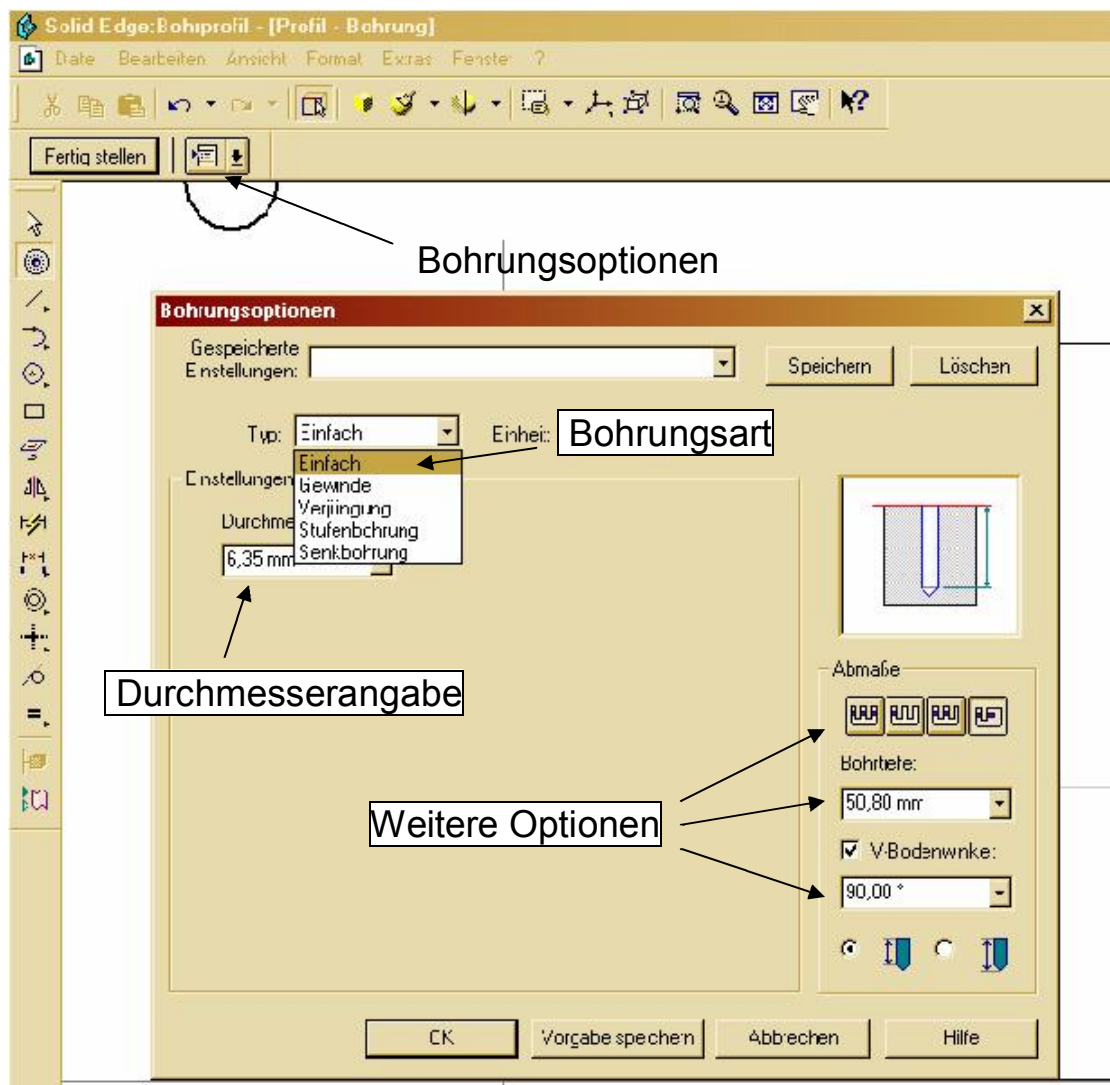 Solid Edge:Bohrprofil - [Profil - Bohrung]
Date Bearbeiten Ansicht Format Extras Fenster ?
Fertig stellen
Bohrungsoptionen
Bohrungsoptionen
Gespeicherte
Einstellungen:
Speichern
Löschen
Typ: Einfach
Einheit:
Bohrungsart
Einfach
Gewinde
Verjüngung
Stufenbohrung
Senkbohrung
Einstellungen
Durchme
6,35 mm
Durchmesserangabe
Abmaße
Bohrtiefe:
50,80 mm
Weitere Optionen
V-Bodenwinkel:
90,00 °
OK
Vorgabe speichern
Abbrechen
Hilfe